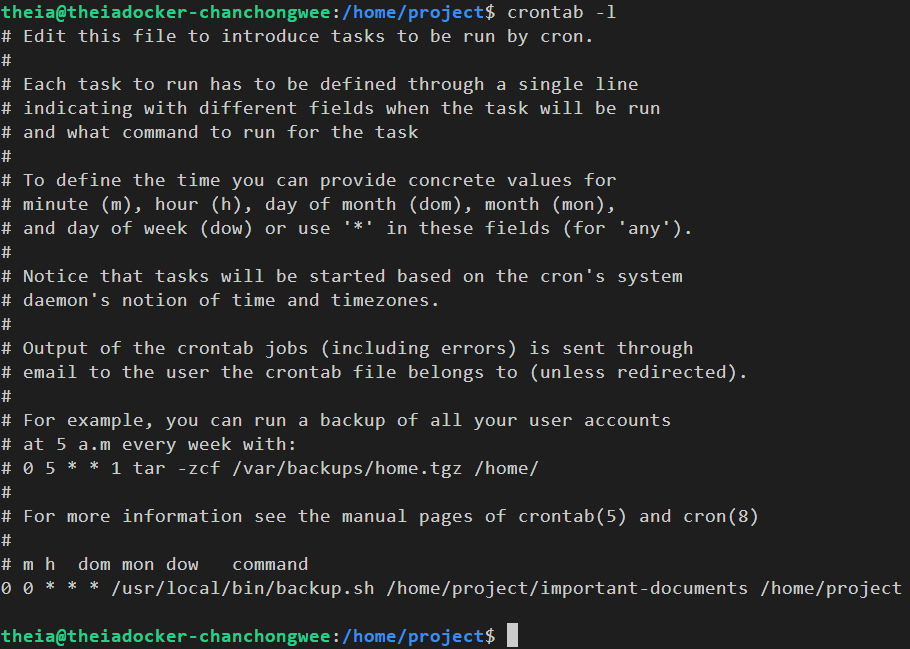 theia@theiadocker-chanchongwee:/home/project$ crontab -l
# Edit this file to introduce tasks to be run by cron.
#
# Each task to run has to be defined through a single line
# indicating with different fields when the task will be run
# and what command to run for the task
#
# To define the time you can provide concrete values for
# minute (m), hour (h), day of month (dom), month (mon),
# and day of week (dow) or use '*' in these fields (for 'any').
#
# Notice that tasks will be started based on the cron's system
# daemon's notion of time and timezones.
#
# Output of the crontab jobs (including errors) is sent through
# email to the user the crontab file belongs to (unless redirected).
#
# For example, you can run a backup of all your user accounts
# at 5 a.m every week with:
# 0 5 * * 1 tar -zcf /var/backups/home.tgz /home/
#
# For more information see the manual pages of crontab(5) and cron(8)
#
# m h  dom mon dow   command
0 0 * * * /usr/local/bin/backup.sh /home/project/important-documents /home/project
theia@theiadocker-chanchongwee:/home/project$